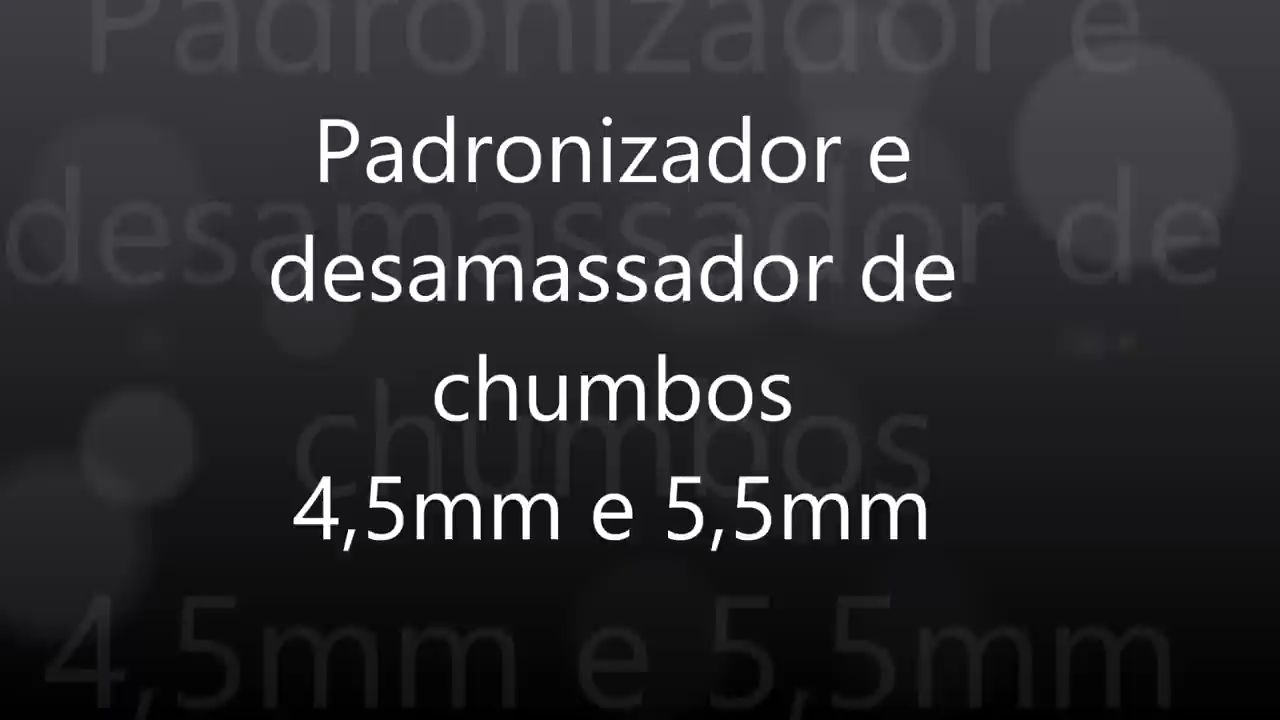 Padronizador e
desamassador de
chumbos
4,5mm e 5,5mm